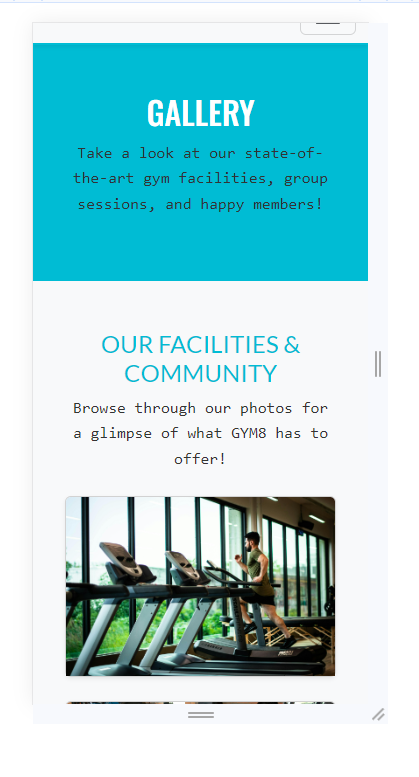 GALLERY
Take a look at our state-of-
the-art gym facilities, group
sessions, and happy members!
OUR FACILITIES &
COMMUNITY
Browse through our photos for
a glimpse of what GYM8 has to
offer!